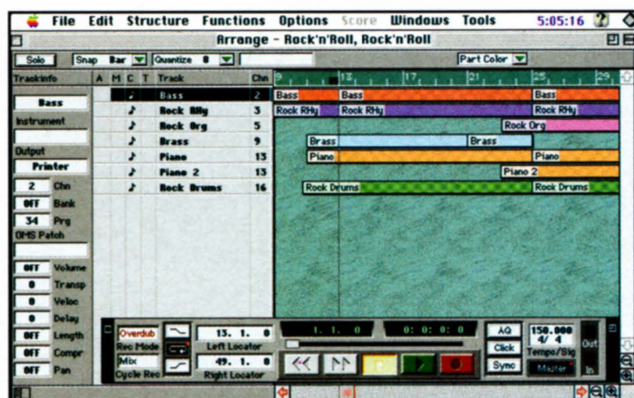 File Edit Structure Functions Options Score Windows Tools 5:05:16
Arrange - Rock'n'Roll, Rock'n'Roll
Solo Snap Bar Quantize 8 Part Color
Trackinfo A M C T Track Chn 9 13 17 21 25 29
Bass
Instrument
Output
Printer
2 Chn
OFF Bank
34 Prg
OMS Patch
OFF Volume
0 Transp
0 Veloc
0 Delay
OFF Length
OFF Compr
OFF Pan
Bass 2 Bass Bass Bass
Rock RHy 3 Rock RHy Rock RHy Rock RHy
Rock Org 5 Rock Org
Brass 9 Brass Brass
Piano 13 Piano Piano
Piano 2 13 Piano 2
Rock Drums 16 Rock Drums Rock Drums
Overdub
Rec Mode
Mix
Cycle Rec
13. 1. 0
Left Locator
49. 1. 0
Right Locator
1. 1. 0 0: 0: 0: 0
AQ
Click
Sync
150.000
4/ 4
Tempo/Sig
Master
Out
In